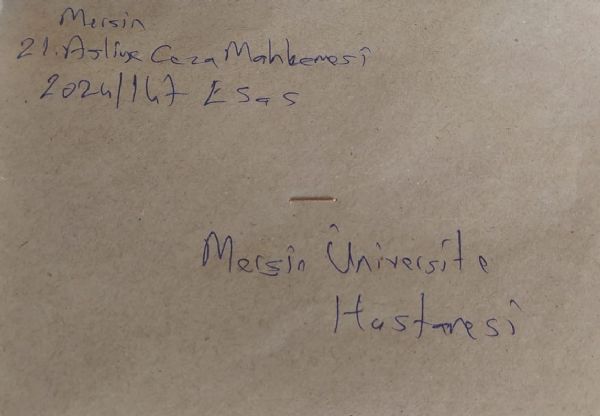 Mersin
21. Asliye Ceza Mahkemesi
2024/147 Esas
Mersin Üniversite
Hastanesi